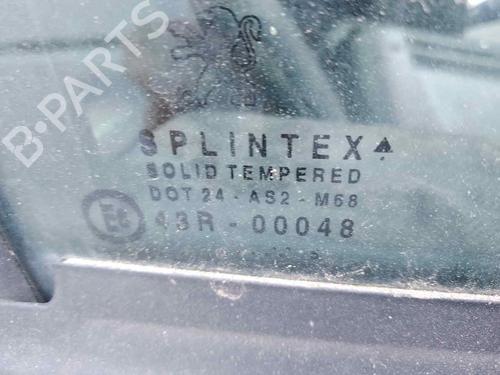 B-PARTS
SPLINTEX
SOLID TEMPERED
DOT 24 - AS2 - M68
E6 43R - 00048